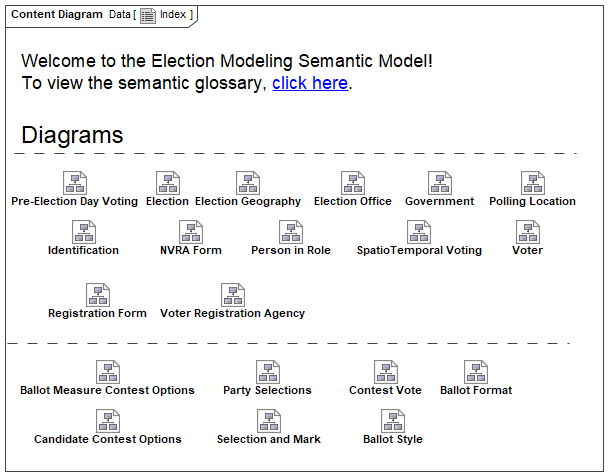 Content Diagram Data [ Index ]
Welcome to the Election Modeling Semantic Model!
To view the semantic glossary, click here.
Diagrams
Pre-Election Day Voting Election Election Geography Election Office Government Polling Location
Identification NVRA Form Person in Role SpatioTemporal Voting Voter
Registration Form Voter Registration Agency
Ballot Measure Contest Options Party Selections Contest Vote Ballot Format
Candidate Contest Options Selection and Mark Ballot Style